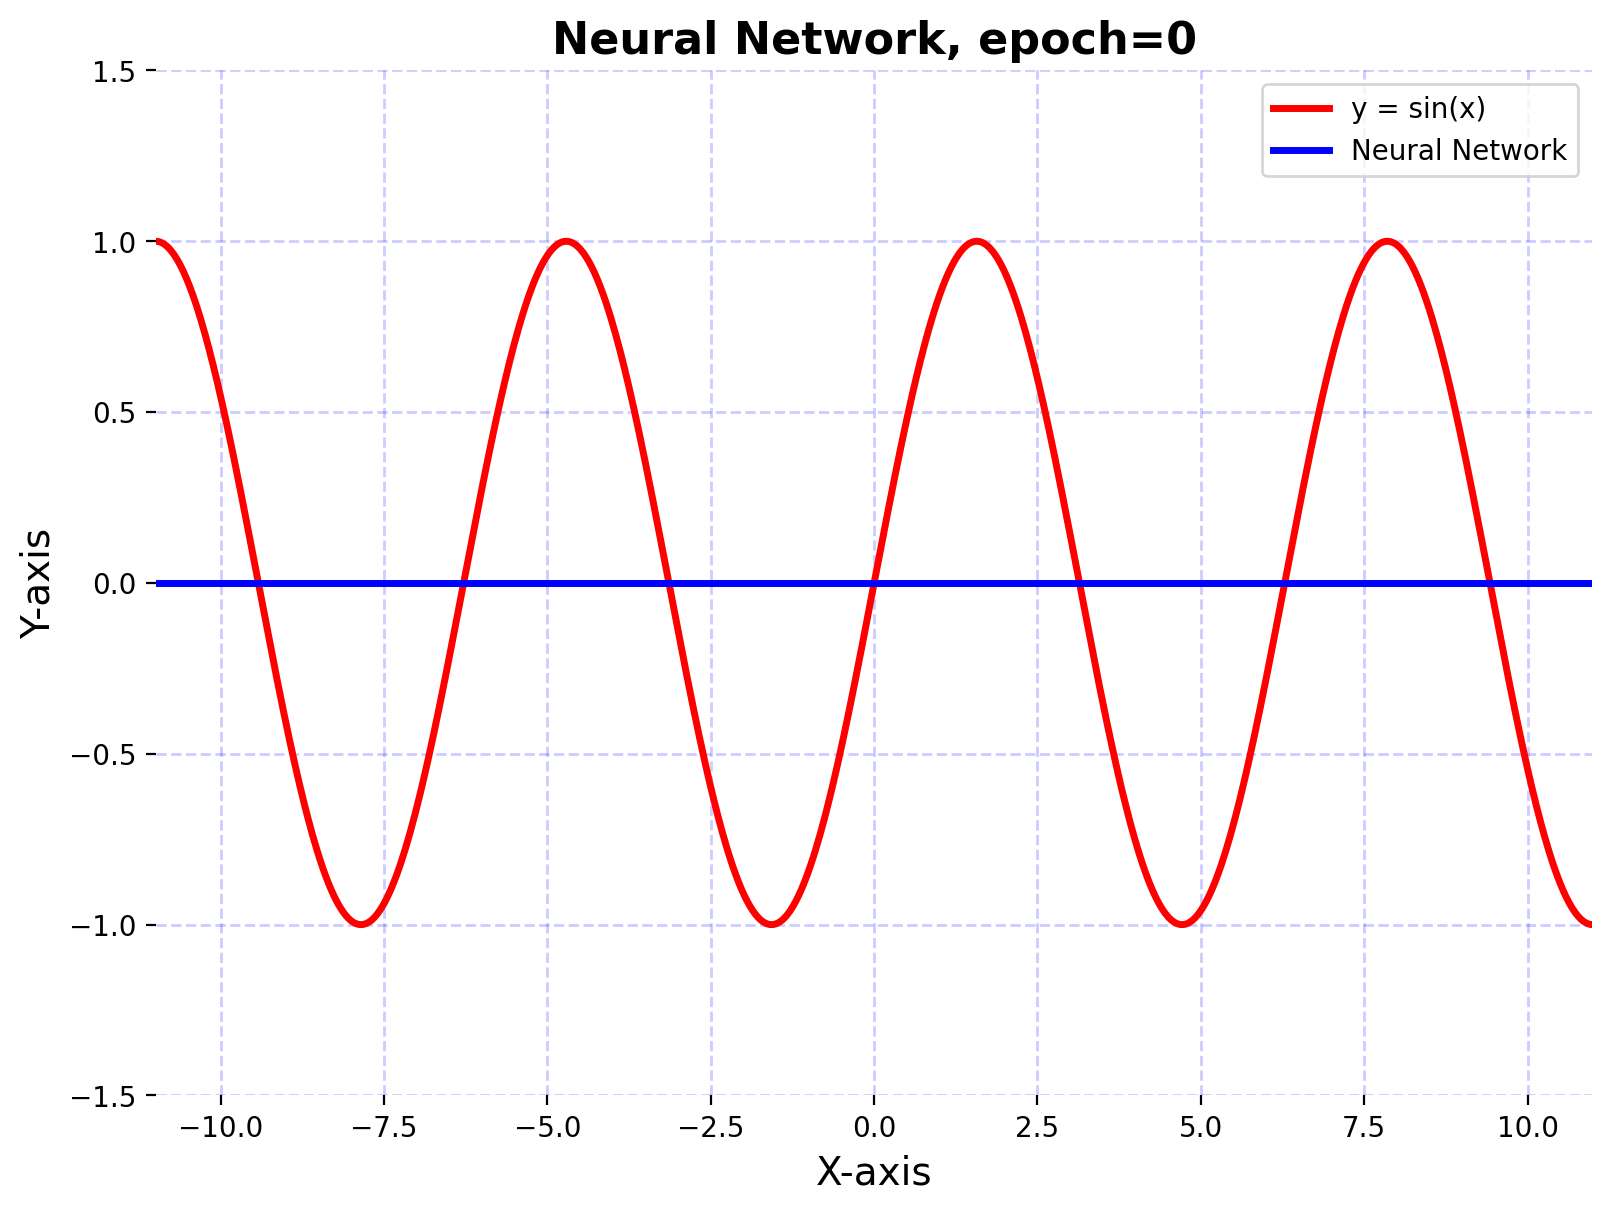 Neural Network, epoch=0
1.5
1.0
0.5
0.0
−0.5
−1.0
−1.5
Y-axis
y = sin(x)
Neural Network
−10.0 −7.5 −5.0 −2.5 0.0 2.5 5.0 7.5 10.0
X-axis